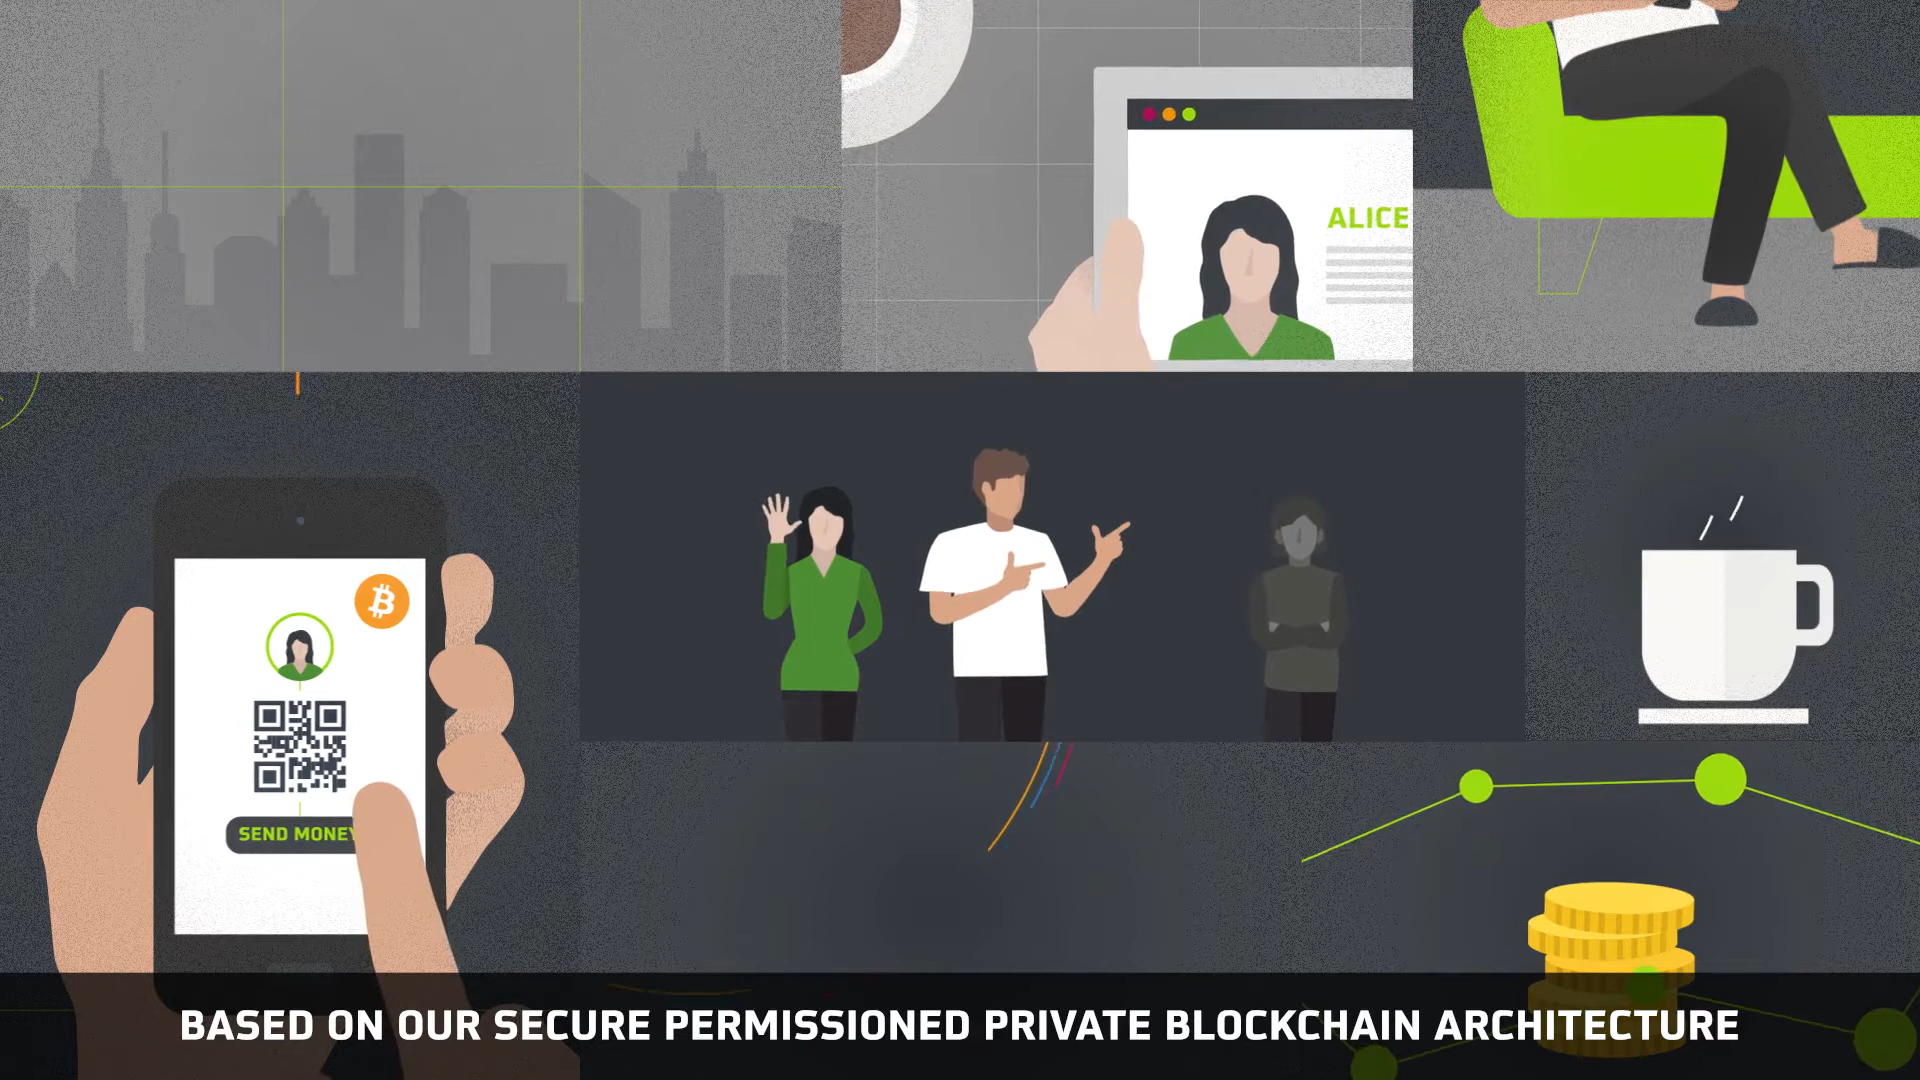 ALICE
SEND MONEY
BASED ON OUR SECURE PERMISSIONED PRIVATE BLOCKCHAIN ARCHITECTURE